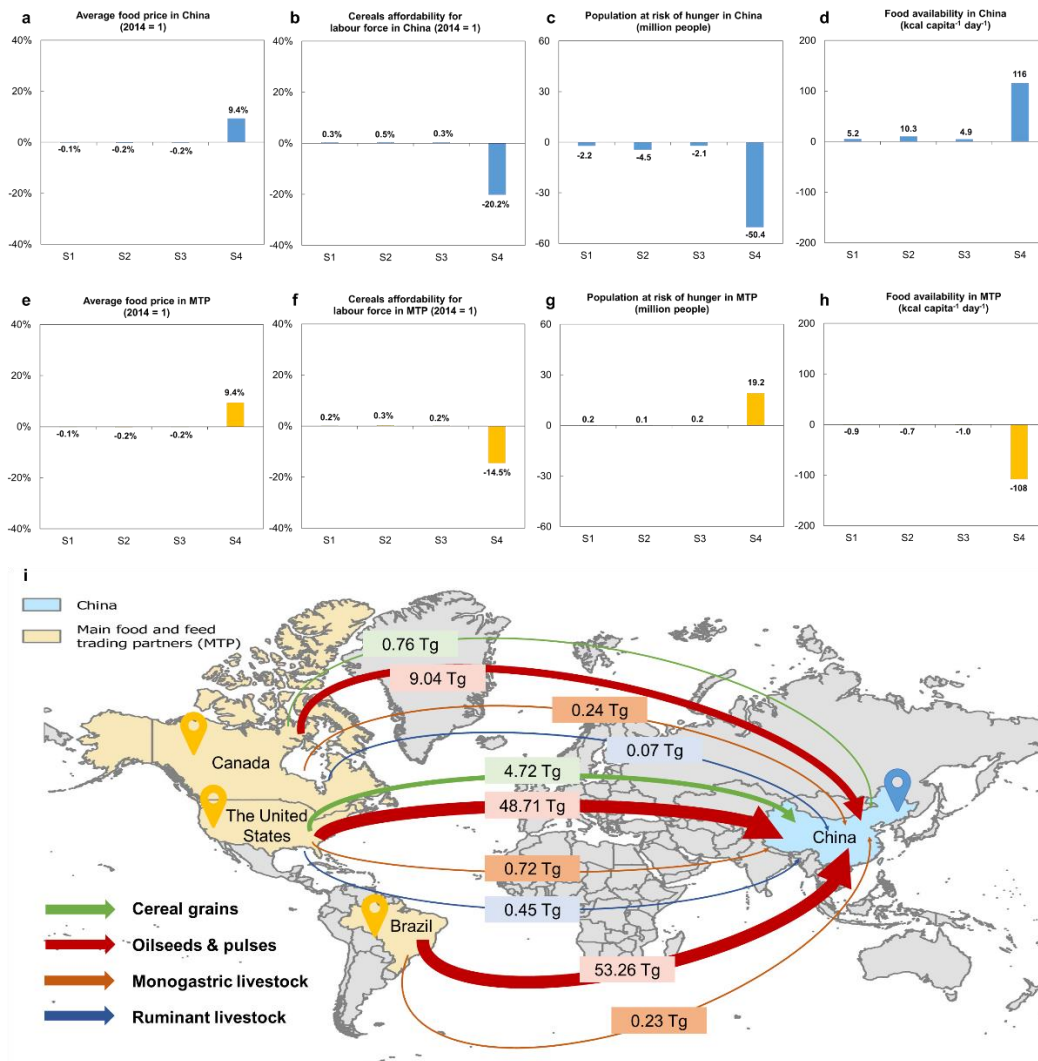 a
Average food price in China
(2014 = 1)
40%
20%
0%
-20%
-40%
-0.1%
-0.2%
-0.2%
9.4%
S1 S2 S3 S4
b
Cereals affordability for
labour force in China (2014 = 1)
40%
20%
0%
-20%
-40%
0.3%
0.5%
0.3%
-20.2%
S1 S2 S3 S4
c
Population at risk of hunger in China
(million people)
60
30
0
-30
-60
-2.2
-4.5
-2.1
-50.4
S1 S2 S3 S4
d
Food availability in China
(kcal capita⁻¹ day⁻¹)
200
100
0
-100
-200
5.2
10.3
4.9
116
S1 S2 S3 S4
e
Average food price in MTP
(2014 = 1)
40%
20%
0%
-20%
-40%
-0.1%
-0.2%
-0.2%
9.4%
S1 S2 S3 S4
f
Cereals affordability for
labour force in MTP (2014 = 1)
40%
20%
0%
-20%
-40%
0.2%
0.3%
0.2%
-14.5%
S1 S2 S3 S4
g
Population at risk of hunger in MTP
(million people)
60
30
0
-30
-60
0.2
0.1
0.2
19.2
S1 S2 S3 S4
h
Food availability in MTP
(kcal capita⁻¹ day⁻¹)
200
100
0
-100
-200
-0.9
-0.7
-1.0
-108
S1 S2 S3 S4
i
China
Main food and feed
trading partners (MTP)
0.76 Tg
9.04 Tg
0.24 Tg
0.07 Tg
Canada
4.72 Tg
48.71 Tg
The United
States
China
0.72 Tg
0.45 Tg
Brazil
53.26 Tg
0.23 Tg
Cereal grains
Oilseeds & pulses
Monogastric livestock
Ruminant livestock